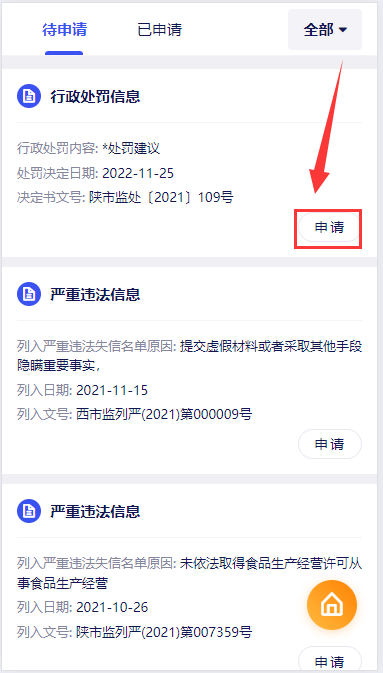 待申请 已申请 全部
行政处罚信息
行政处罚内容: *处罚建议
处罚决定日期: 2022-11-25
决定书文号: 陕市监处〔2021〕109号
申请
严重违法信息
列入严重违法失信名单原因: 提交虚假材料或者采取其他手段
隐瞒重要事实，
列入日期: 2021-11-15
列入文号: 西市监列严(2021)第000009号
申请
严重违法信息
列入严重违法失信名单原因: 未依法取得食品生产经营许可从
事食品生产经营
列入日期: 2021-10-26
列入文号: 陕市监列严(2021)第007359号
申请